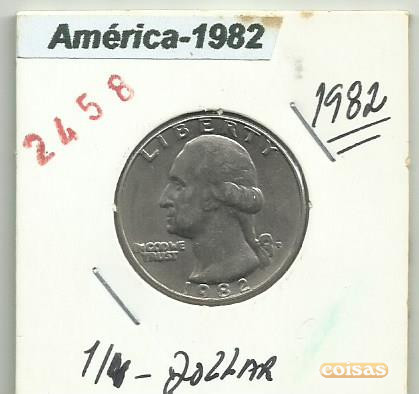 América-1982
2458
1982
LIBERTY
IN GOD WE
TRUST
1982
1/4 - DOLLAR
coisas